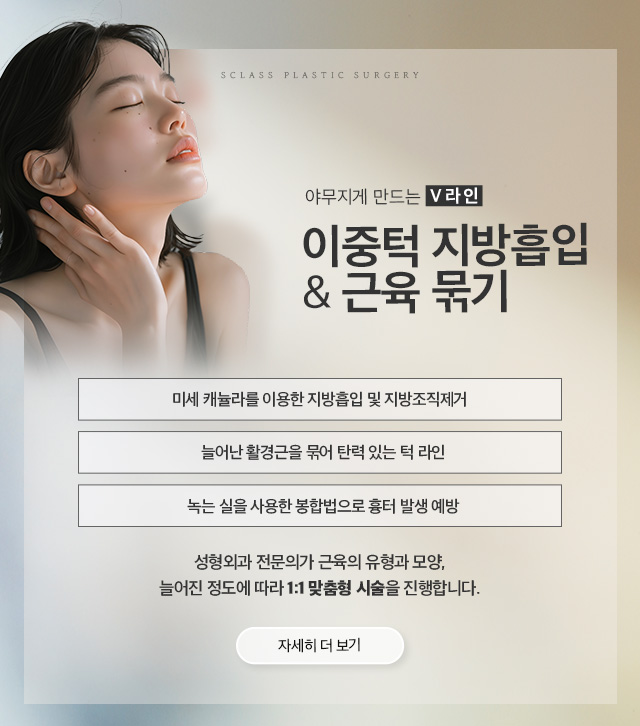 SCLASS PLASTIC SURGERY
야무지게 만드는 V라인
이중턱 지방흡입
& 근육 묶기
미세 캐뉼라를 이용한 지방흡입 및 지방조직제거
늘어난 활경근을 묶어 탄력 있는 턱 라인
녹는 실을 사용한 봉합법으로 흉터 발생 예방
성형외과 전문의가 근육의 유형과 모양,
늘어진 정도에 따라 1:1 맞춤형 시술을 진행합니다.
자세히 더 보기